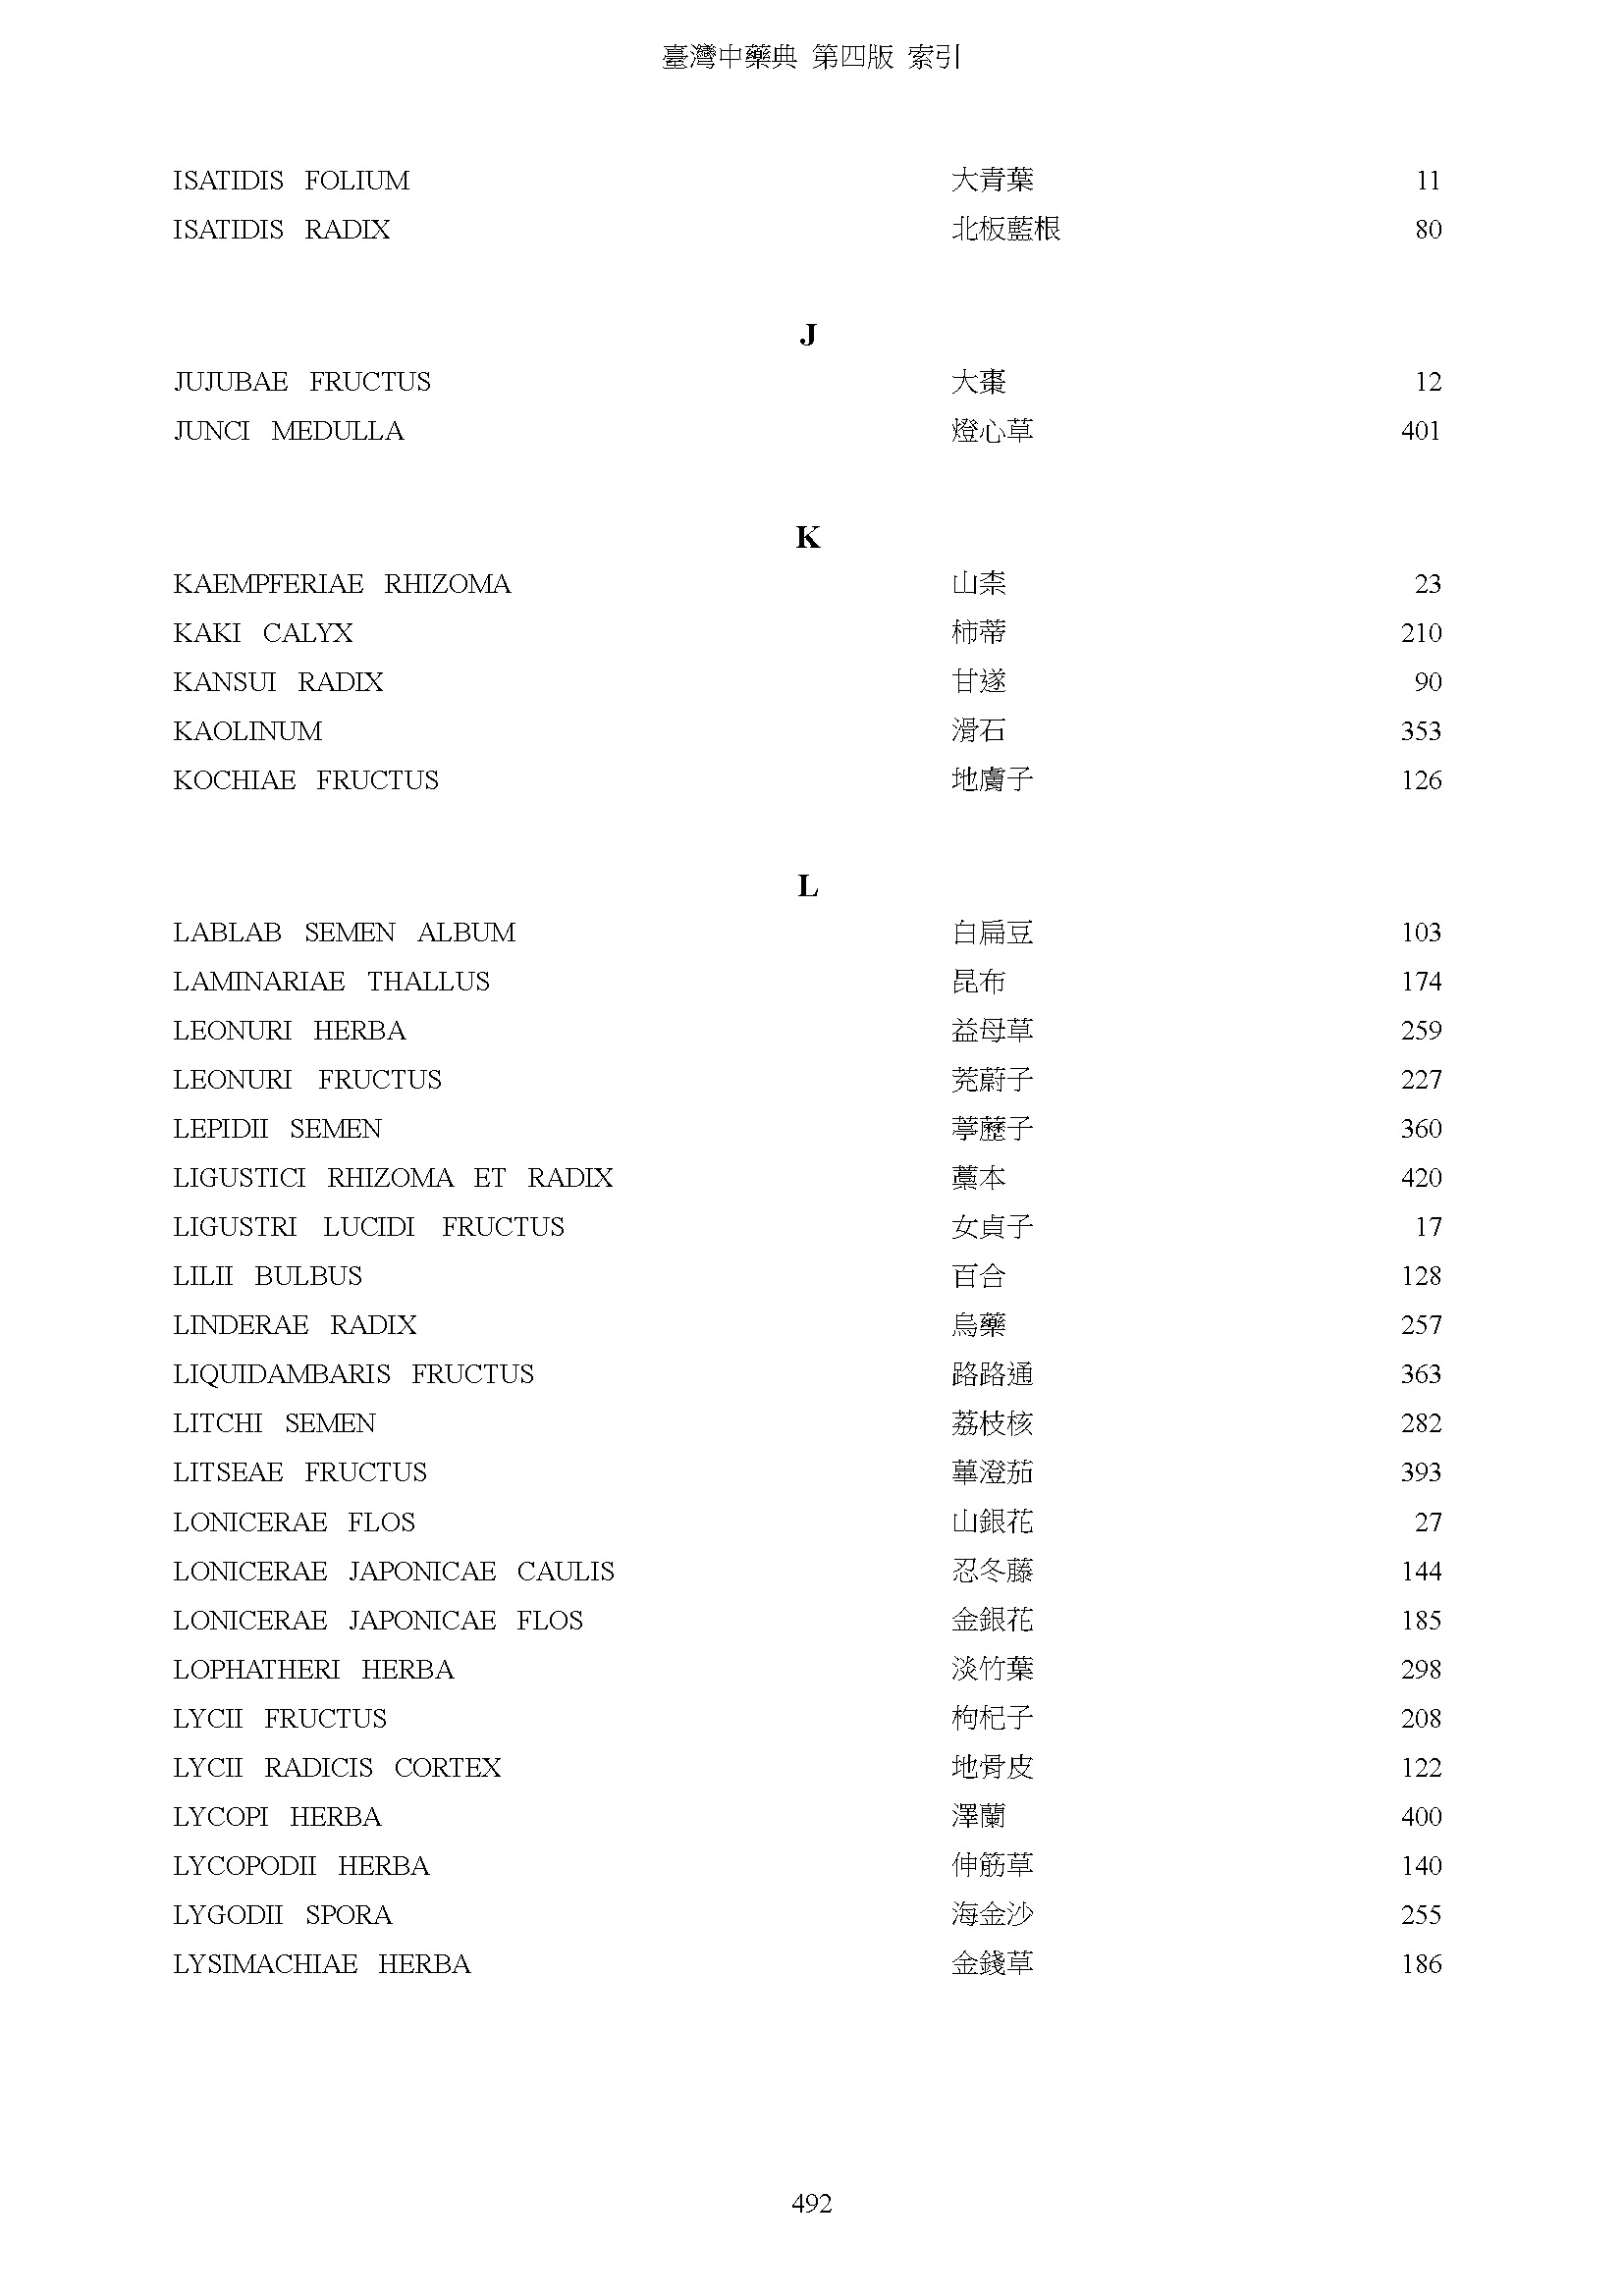 臺灣中藥典 第四版 索引
ISATIDIS FOLIUM 大青葉 11
ISATIDIS RADIX 北板藍根 80
J
JUJUBAE FRUCTUS 大棗 12
JUNCI MEDULLA 燈心草 401
K
KAEMPFERIAE RHIZOMA 山柰 23
KAKI CALYX 柿蒂 210
KANSUI RADIX 甘遂 90
KAOLINUM 滑石 353
KOCHIAE FRUCTUS 地膚子 126
L
LABLAB SEMEN ALBUM 白扁豆 103
LAMINARIAE THALLUS 昆布 174
LEONURI HERBA 益母草 259
LEONURI FRUCTUS 茺蔚子 227
LEPIDII SEMEN 葶藶子 360
LIGUSTICI RHIZOMA ET RADIX 藁本 420
LIGUSTRI LUCIDI FRUCTUS 女貞子 17
LILII BULBUS 百合 128
LINDERAE RADIX 烏藥 257
LIQUIDAMBARIS FRUCTUS 路路通 363
LITCHI SEMEN 荔枝核 282
LITSEAE FRUCTUS 蓽澄茄 393
LONICERAE FLOS 山銀花 27
LONICERAE JAPONICAE CAULIS 忍冬藤 144
LONICERAE JAPONICAE FLOS 金銀花 185
LOPHATHERI HERBA 淡竹葉 298
LYCII FRUCTUS 枸杞子 208
LYCII RADICIS CORTEX 地骨皮 122
LYCOPI HERBA 澤蘭 400
LYCOPODII HERBA 伸筋草 140
LYGODII SPORA 海金沙 255
LYSIMACHIAE HERBA 金錢草 186
492